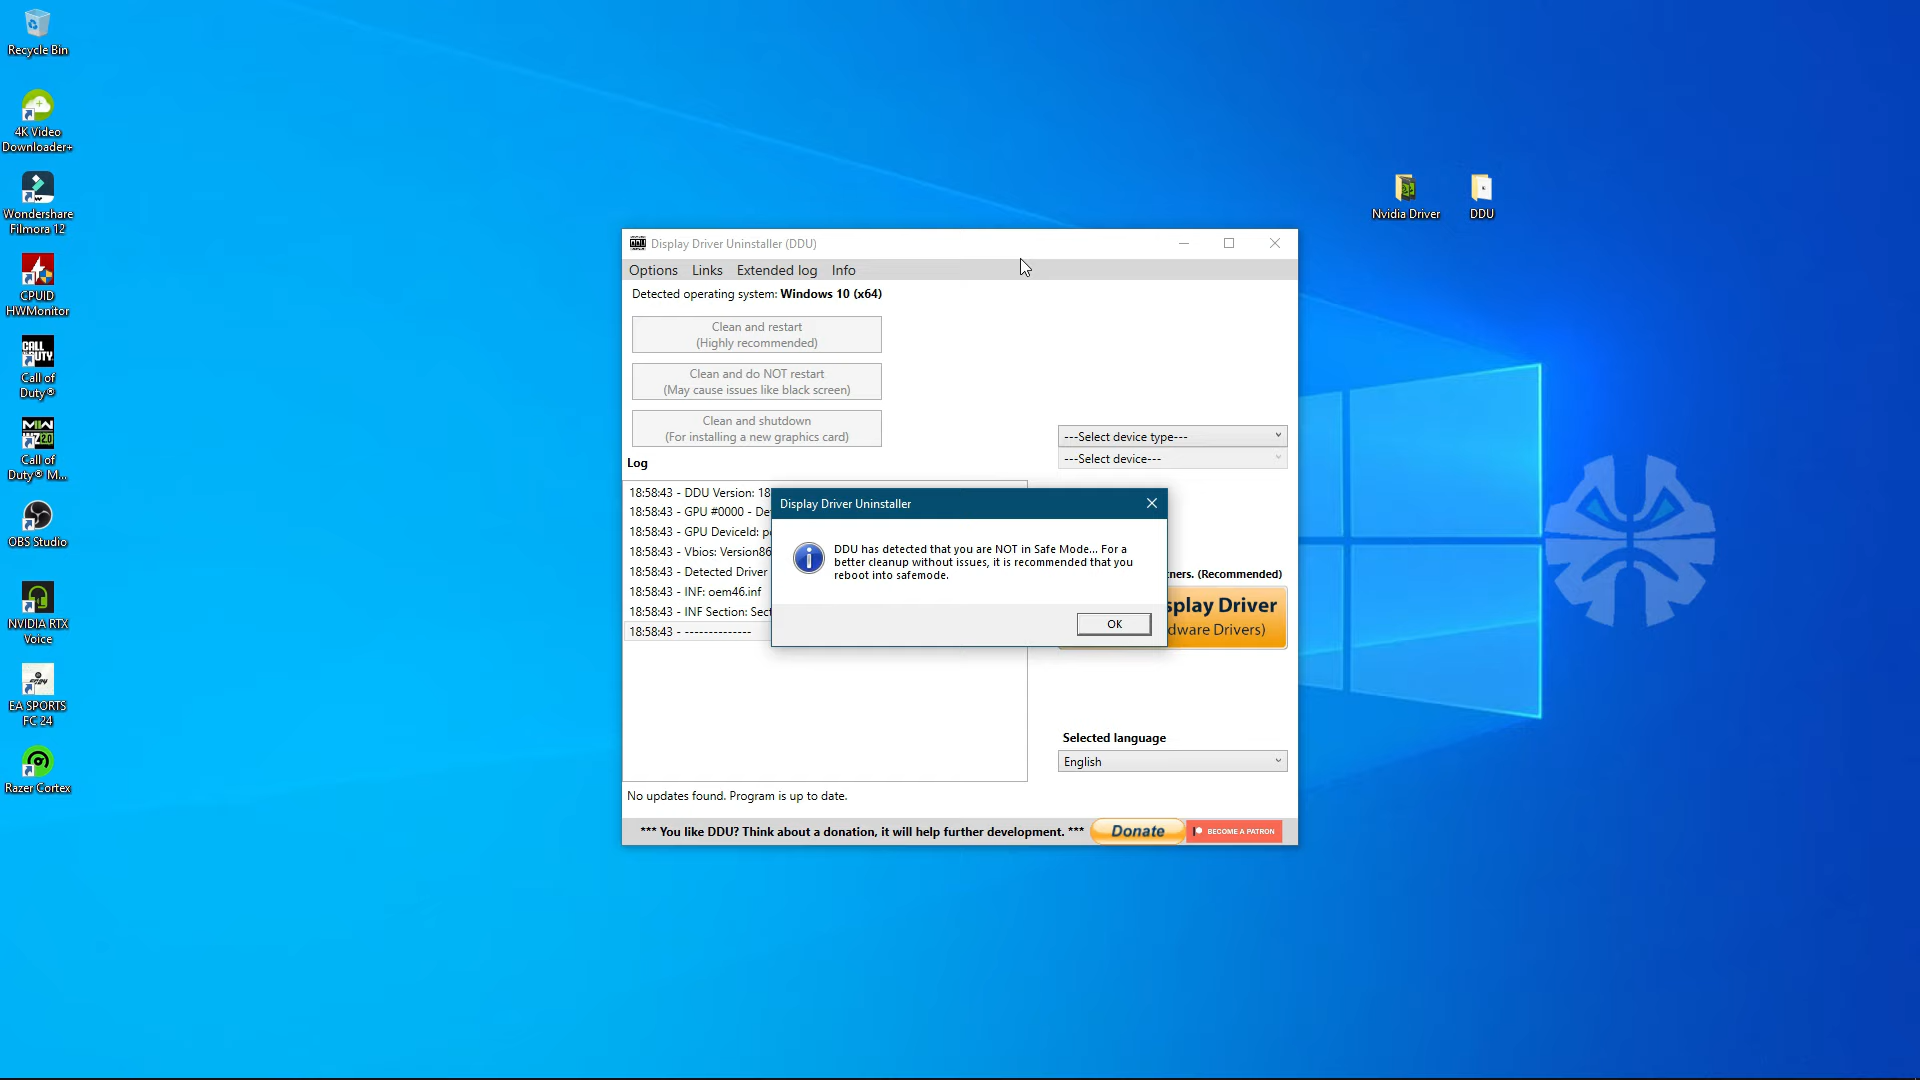 Recycle Bin
4K Video
Downloader+
Wondershare
Filmora 12
CPUID
HWMonitor
CALL
DUTY
Call of
Duty®
MW
WZ 2.0
Call of
Duty® M...
OBS Studio
NVIDIA RTX
Voice
EA SPORTS
FC 24
Razer Cortex
Nvidia Driver
DDU
Display Driver Uninstaller (DDU)
Options Links Extended log Info
Detected operating system: Windows 10 (x64)
Clean and restart
(Highly recommended)
Clean and do NOT restart
(May cause issues like black screen)
Clean and shutdown
(For installing a new graphics card)
---Select device type---
---Select device---
Log
18:58:43 - DDU Version: 18
18:58:43 - GPU #0000 - De
18:58:43 - GPU DeviceId: p
18:58:43 - Vbios: Version86
18:58:43 - Detected Driver
18:58:43 - INF: oem46.inf
18:58:43 - INF Section: Sect
18:58:43 - --------------
Display Driver Uninstaller
DDU has detected that you are NOT in Safe Mode... For a
better cleanup without issues, it is recommended that you
reboot into safemode.
OK
tners. (Recommended)
splay Driver
dware Drivers)
Selected language
English
No updates found. Program is up to date.
*** You like DDU? Think about a donation, it will help further development. *** Donate BECOME A PATRON